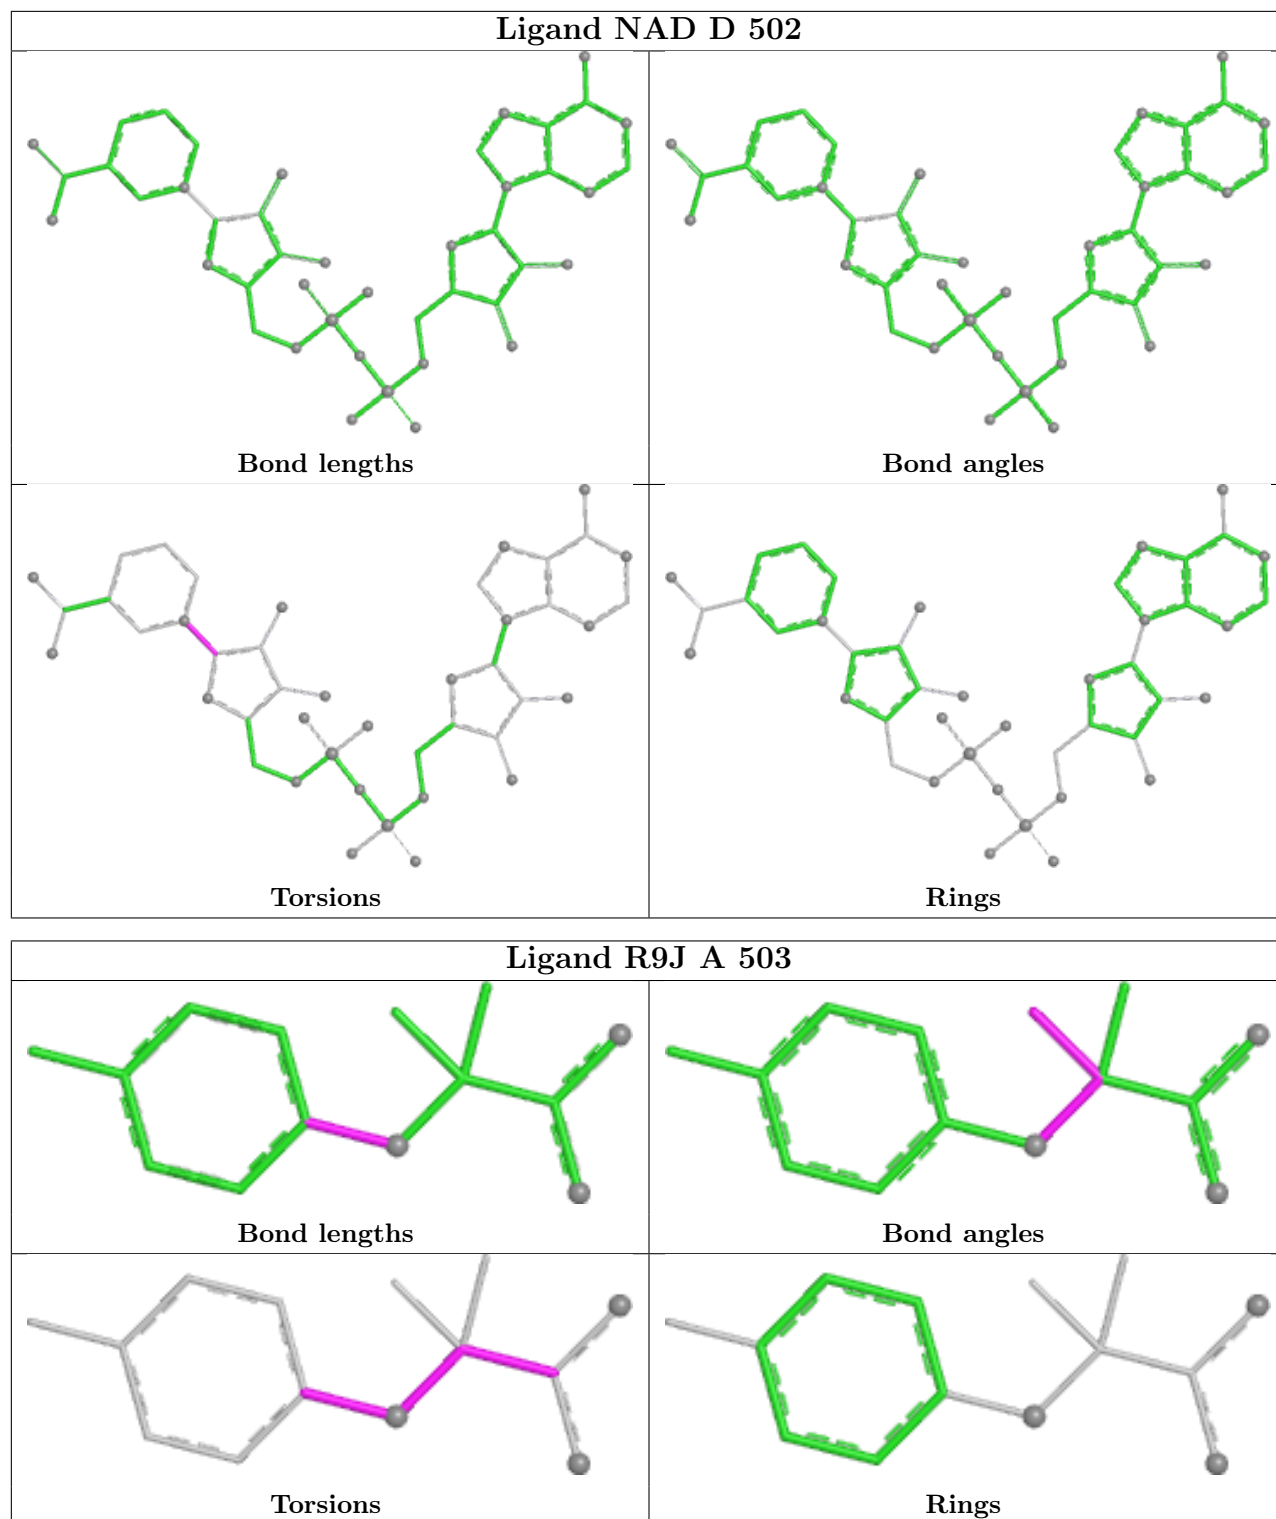 Ligand NAD D 502
Bond lengths
Bond angles
Torsions
Rings
Ligand R9J A 503
Bond lengths
Bond angles
Torsions
Rings